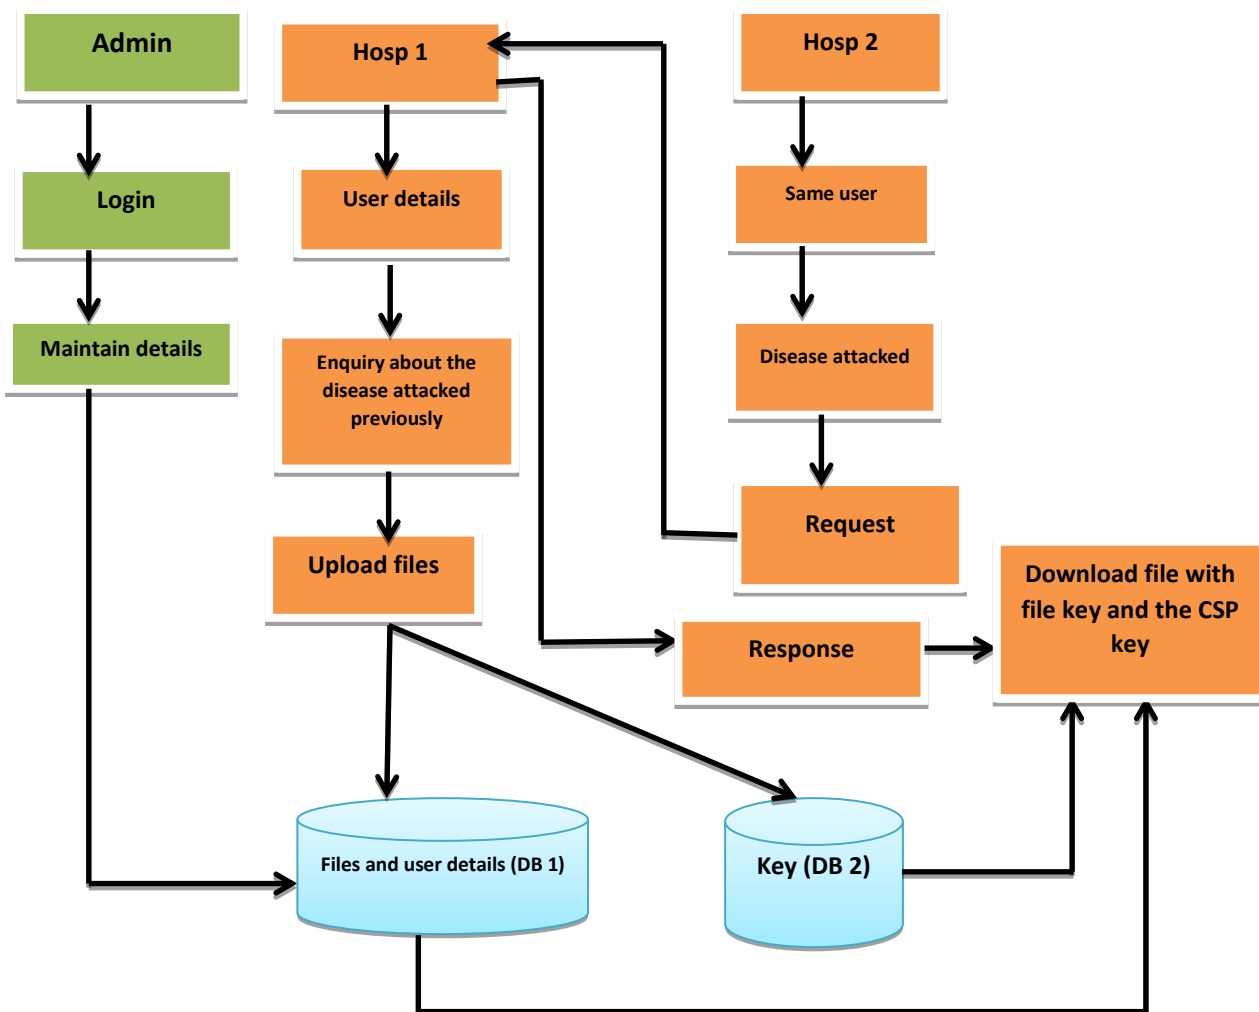 Admin
Hosp 1
Hosp 2
Login
User details
Same user
Maintain details
Enquiry about the
disease attacked
previously
Disease attacked
Upload files
Request
Download file with
file key and the CSP
key
Response
Files and user details (DB 1)
Key (DB 2)